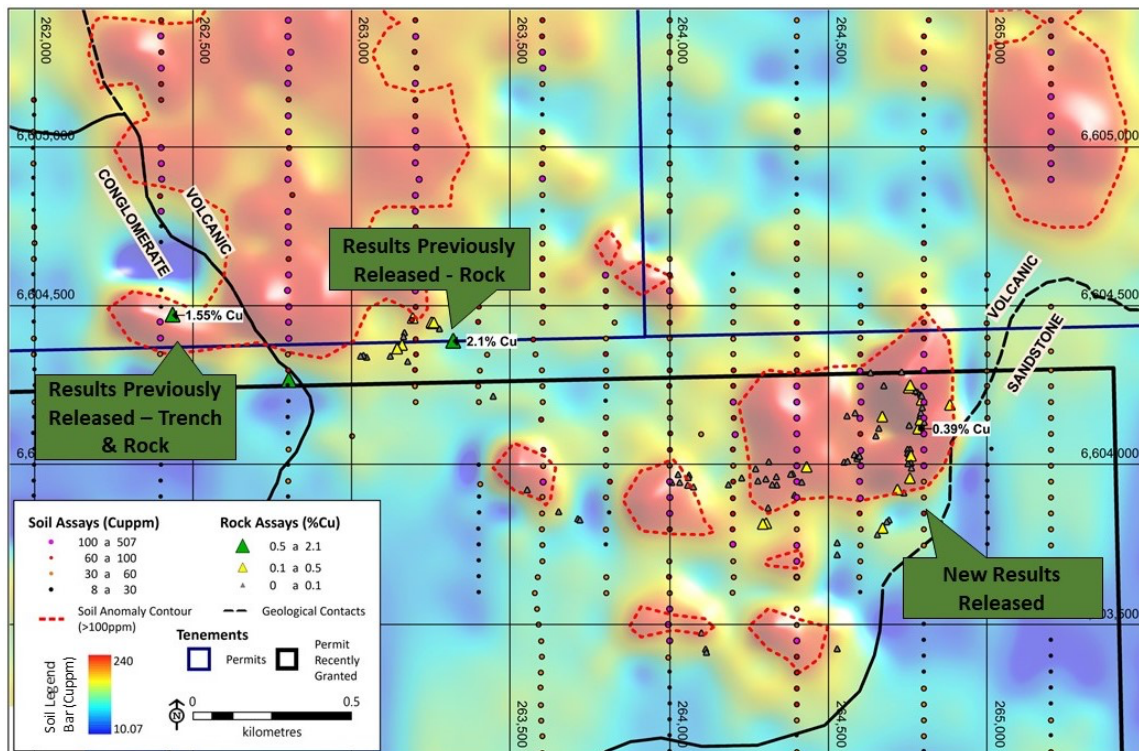 262,000
262,500
263,000
263,500
264,000
264,500
265,000
6,605,000
6,605,000
CONGLOMERATE
VOLCANIC
Results Previously
Released - Rock
6,604,500
1.55% Cu
2.1% Cu
VOLCANIC
6,604,500
SANDSTONE
Results Previously
Released – Trench
& Rock
0.39% Cu
6,604,000
New Results
Released
Soil Assays (Cuppm)
100 a 507
60 a 100
30 a 60
8 a 30
Rock Assays (%Cu)
0.5 a 2.1
0.1 a 0.5
0 a 0.1
Soil Anomaly Contour
(>100ppm)
Geological Contacts
Tenements
Permits
Permit
Recently
Granted
Soil Legend
Bar (Cuppm)
240
10.07
N
0
0.5
kilometres
263,500
264,000
264,500
265,000